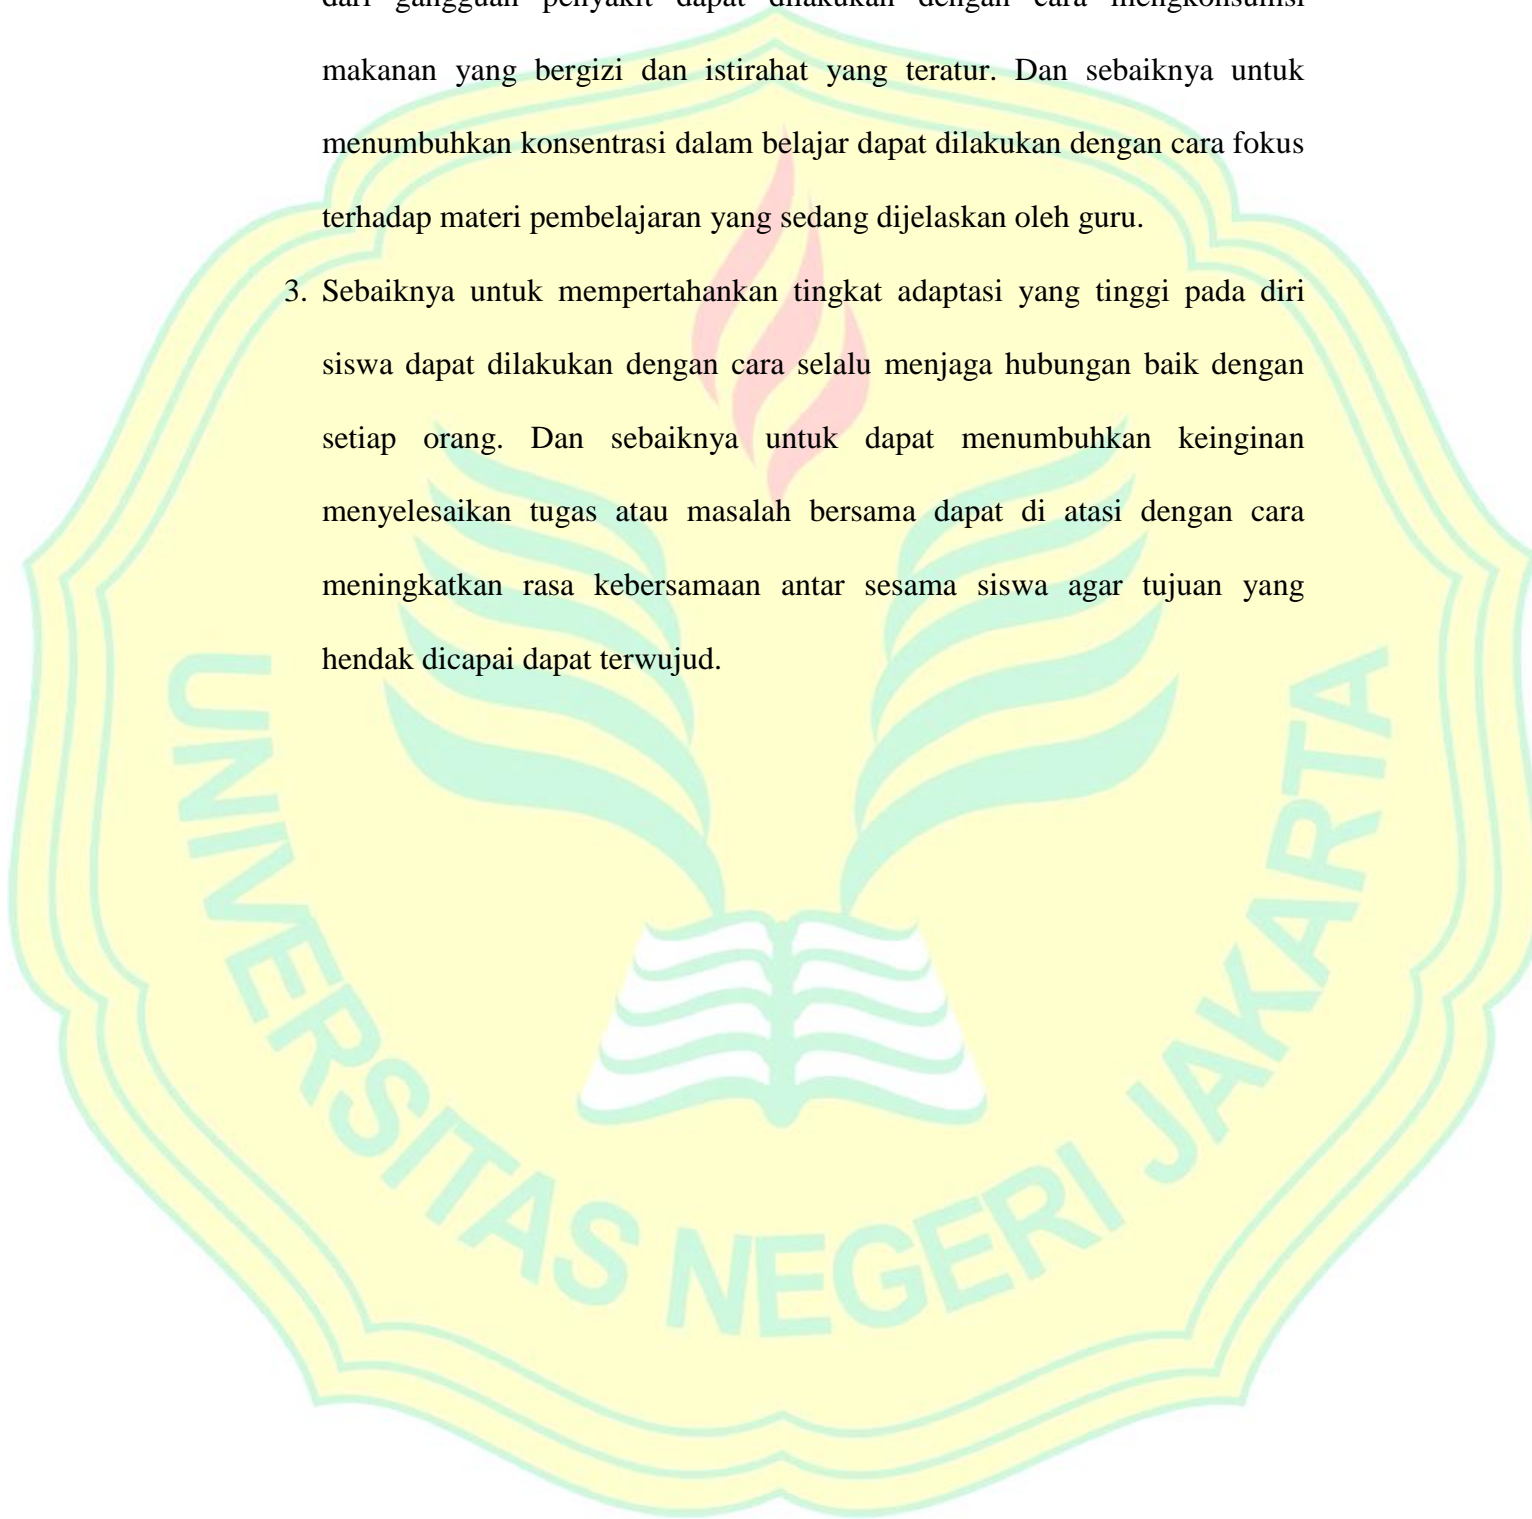 dari gangguan penyakit dapat dilakukan dengan cara mengkonsumsi
makanan yang bergizi dan istirahat yang teratur. Dan sebaiknya untuk
menumbuhkan konsentrasi dalam belajar dapat dilakukan dengan cara fokus
terhadap materi pembelajaran yang sedang dijelaskan oleh guru.
3. Sebaiknya untuk mempertahankan tingkat adaptasi yang tinggi pada diri
siswa dapat dilakukan dengan cara selalu menjaga hubungan baik dengan
setiap orang. Dan sebaiknya untuk dapat menumbuhkan keinginan
menyelesaikan tugas atau masalah bersama dapat di atasi dengan cara
meningkatkan rasa kebersamaan antar sesama siswa agar tujuan yang
hendak dicapai dapat terwujud.
UNIVERSITAS NEGERI JAKARTA